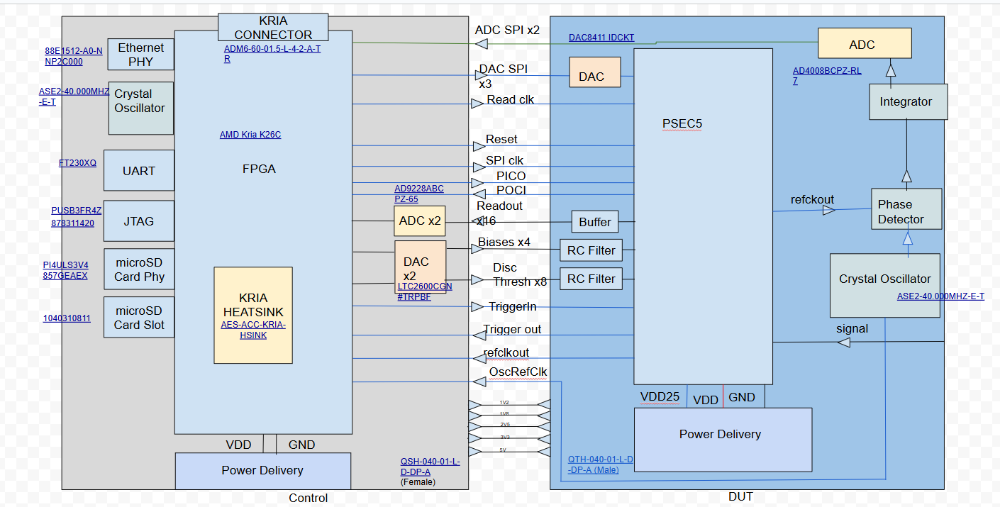 KRIA
CONNECTOR
ADM6-60-01.5-L-4-2-A-T
R
88E1512-A0-N
NP2C000
Ethernet
PHY
ASE2-40.000MHZ
-E-T
Crystal
Oscillator
AMD Kria K26C
FPGA
FT230XQ
UART
PUSB3FR4Z
878311420
JTAG
PI4ULS3V4
857GEAEX
microSD
Card Phy
1040310811
microSD
Card Slot
KRIA
HEATSINK
AES-ACC-KRIA-
HSINK
AD9228ABC
PZ-65
ADC x2
DAC
x2
LTC2600CGN
#TRPBF
VDD
GND
Power Delivery
QSH-040-01-L-
D-DP-A
(Female)
Control
ADC SPI x2
DAC SPI
x3
Read clk
Reset
SPI clk
PICO
POCI
Readout
x16
Biases x4
Disc
Thresh x8
TriggerIn
Trigger out
refclkout
OscRefClk
1V2
1V8
2V5
3V3
5V
DAC8411 IDCKT
DAC
PSEC5
Buffer
RC Filter
RC Filter
ADC
AD4008BCPZ-RL
7
Integrator
refckout
Phase
Detector
Crystal Oscillator
ASE2-40.000MHZ-E-T
signal
VDD25
VDD
GND
Power Delivery
QTH-040-01-L-D
-DP-A (Male)
DUT